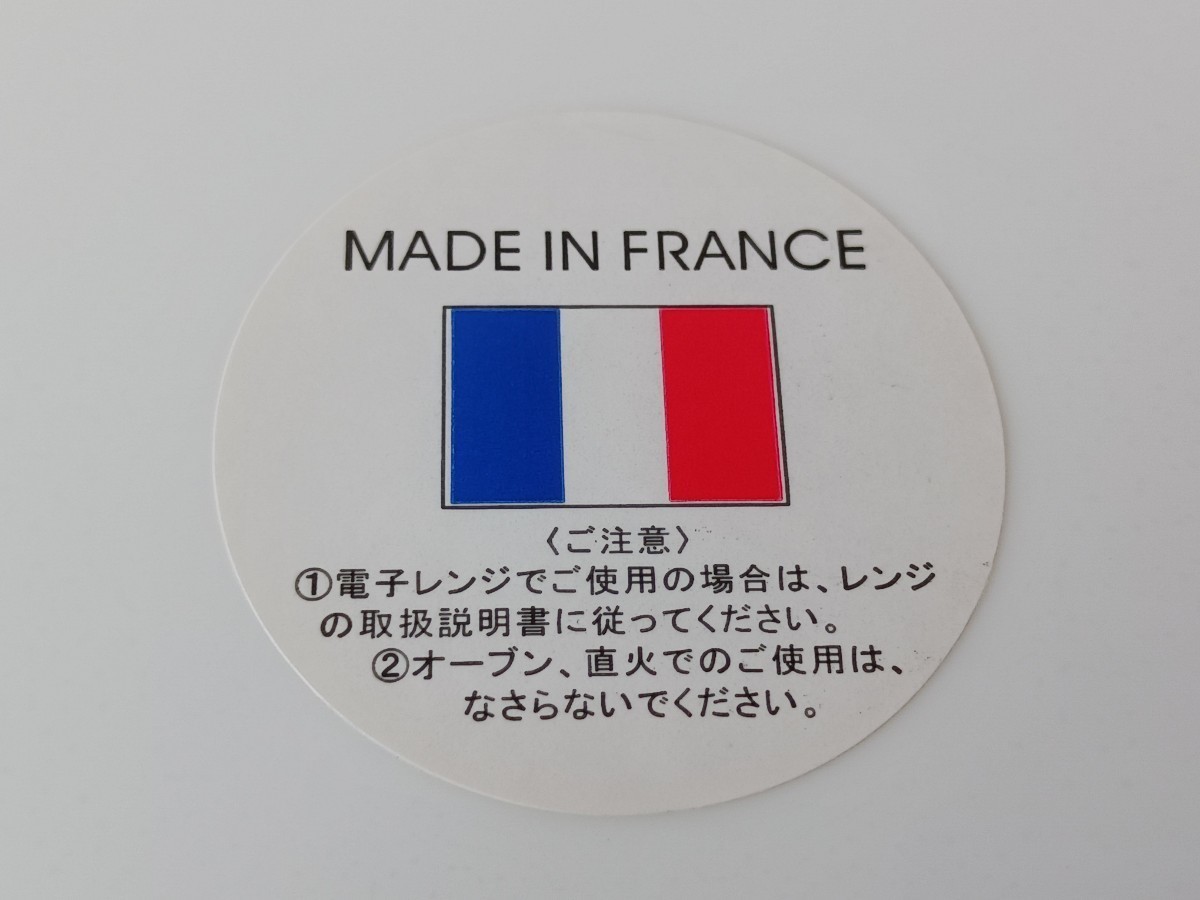 MADE IN FRANCE
〈ご注意〉
①電子レンジでご使用の場合は、レンジ
の取扱説明書に従ってください。
②オーブン、直火でのご使用は、
なさらないでください。